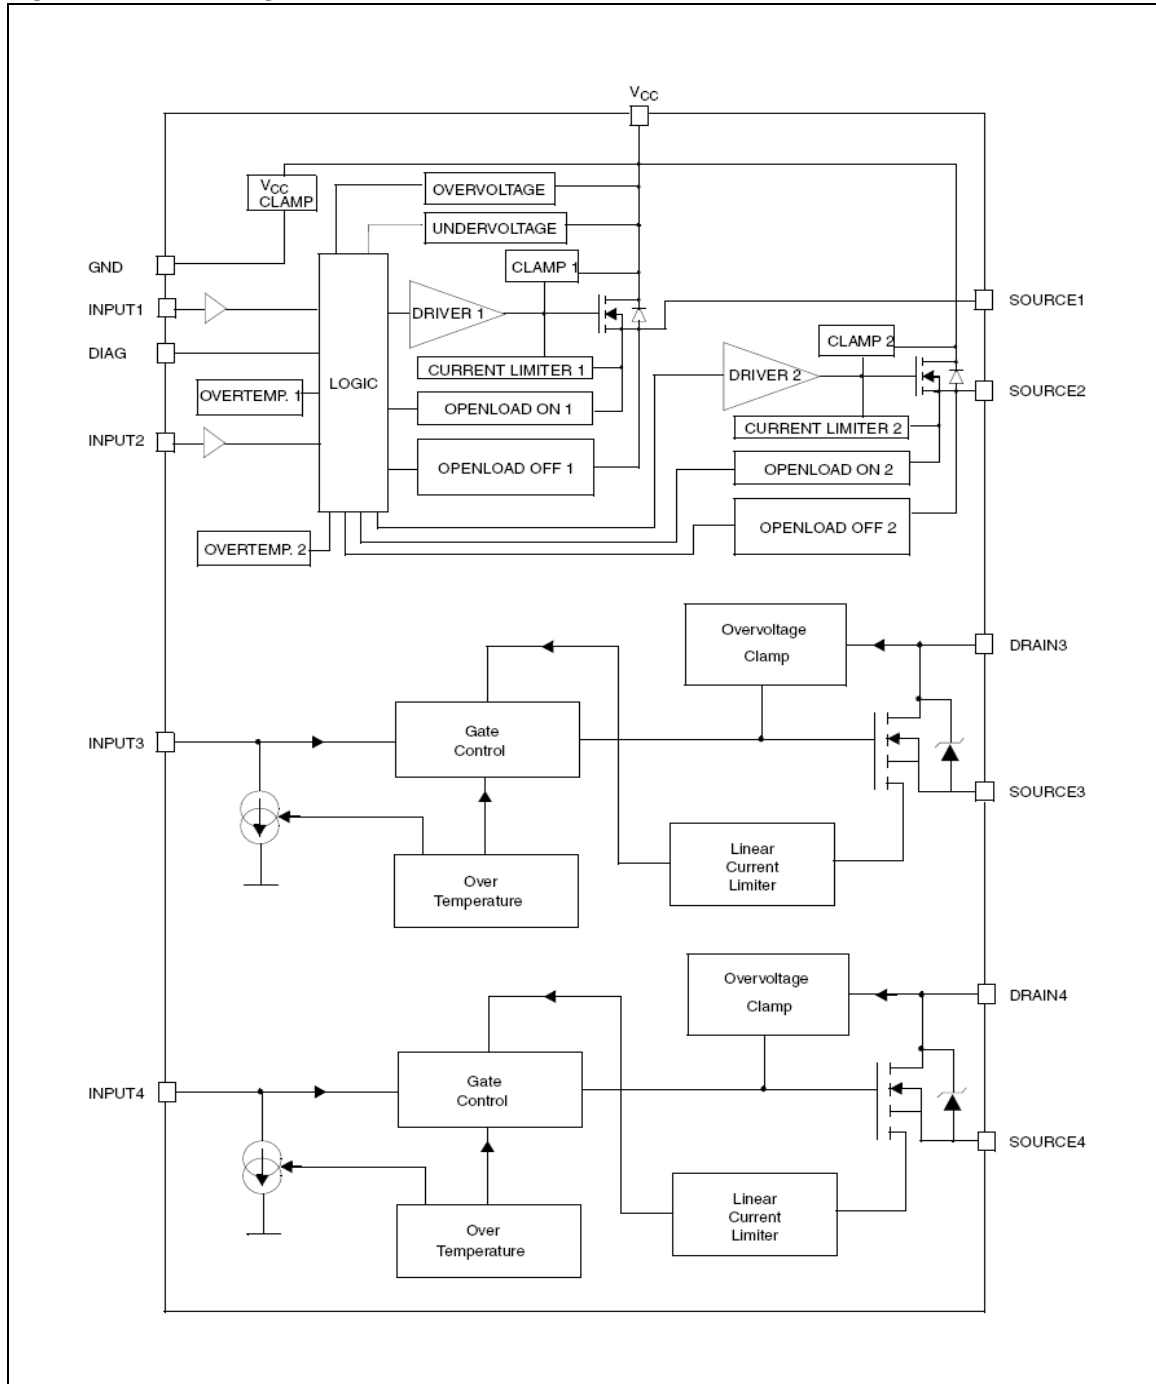 VCC
VCC
CLAMP
OVERVOLTAGE
UNDERVOLTAGE
GND
CLAMP 1
INPUT1
DRIVER 1
SOURCE1
DIAG
CLAMP 2
LOGIC
CURRENT LIMITER 1
DRIVER 2
OVERTEMP. 1
SOURCE2
OPENLOAD ON 1
CURRENT LIMITER 2
INPUT2
OPENLOAD OFF 1
OPENLOAD ON 2
OPENLOAD OFF 2
OVERTEMP. 2
Overvoltage
Clamp
DRAIN3
Gate
Control
INPUT3
SOURCE3
Linear
Current
Limiter
Over
Temperature
Overvoltage
Clamp
DRAIN4
Gate
Control
INPUT4
SOURCE4
Linear
Current
Limiter
Over
Temperature